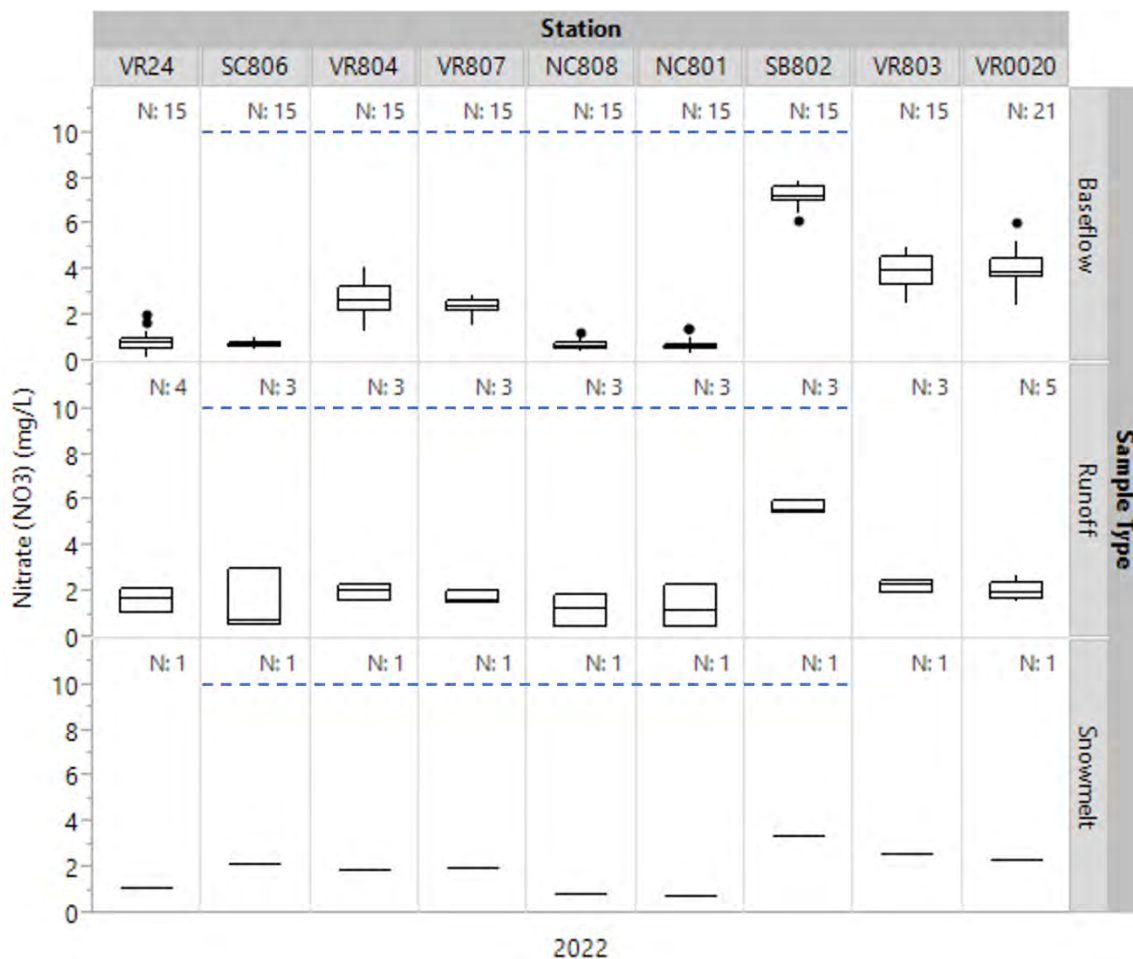 Station
VR24 SC806 VR804 VR807 NC808 NC801 SB802 VR803 VR0020
N: 15 N: 15 N: 15 N: 15 N: 15 N: 15 N: 15 N: 15 N: 21
10
8
6
4
2
0
Baseflow
N: 4 N: 3 N: 3 N: 3 N: 3 N: 3 N: 3 N: 3 N: 5
10
8
6
4
2
0
Runoff
N: 1 N: 1 N: 1 N: 1 N: 1 N: 1 N: 1 N: 1 N: 1
10
8
6
4
2
0
Snowmelt
Nitrate (NO3) (mg/L)
Sample Type
2022